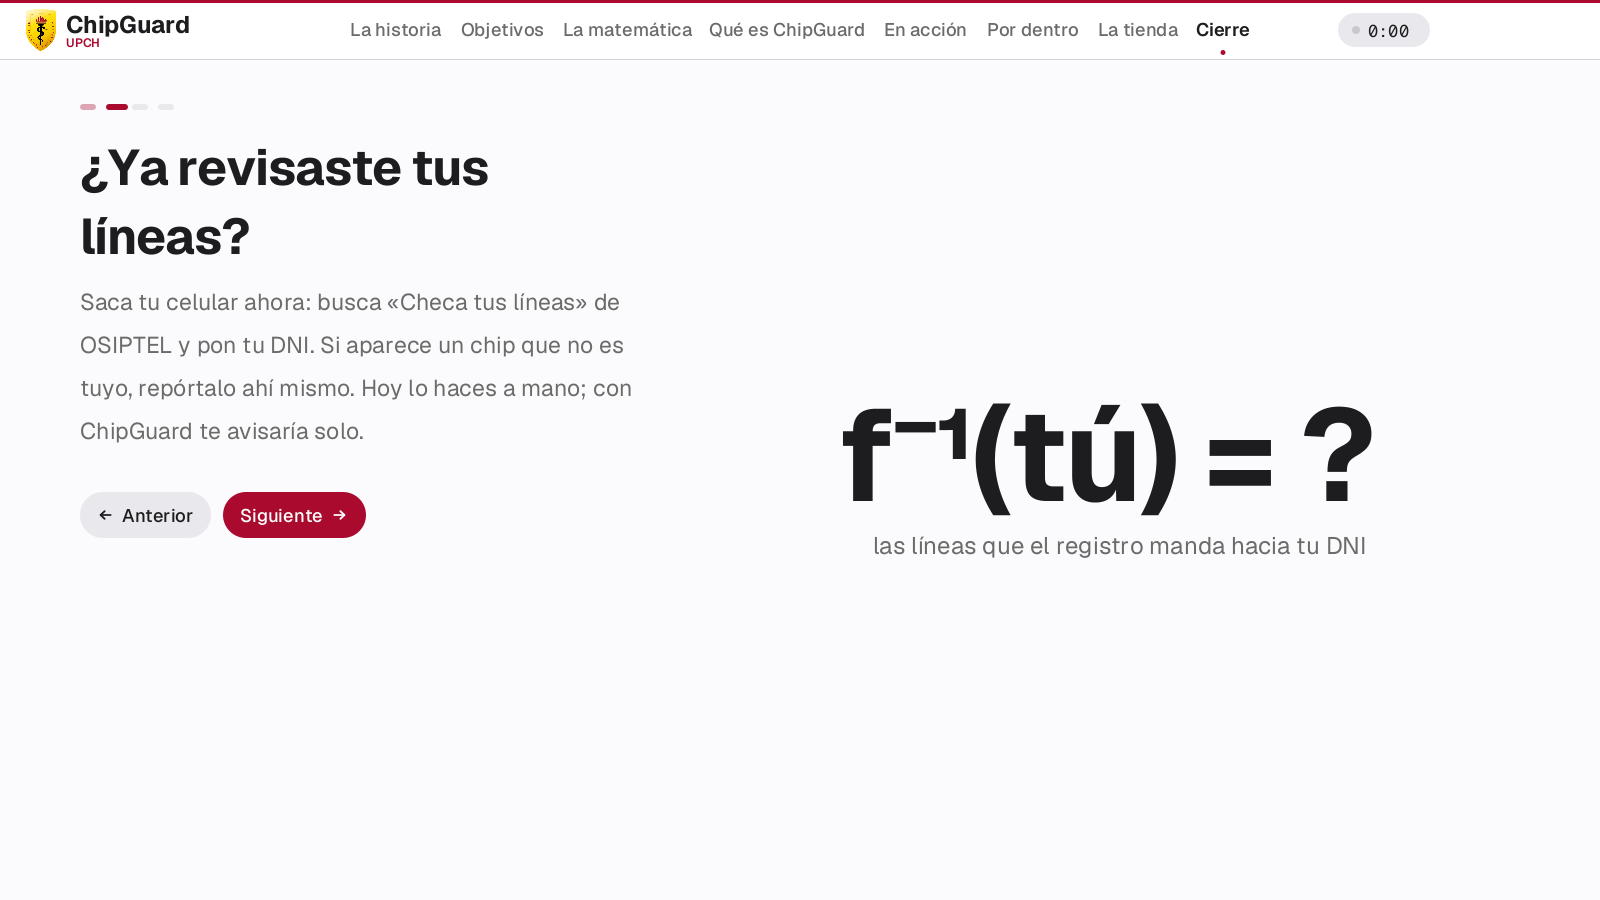 ChipGuard
UPCH
La historia
Objetivos
La matemática
Qué es ChipGuard
En acción
Por dentro
La tienda
Cierre
0:00
¿Ya revisaste tus
líneas?
Saca tu celular ahora: busca «Checa tus líneas» de
OSIPTEL y pon tu DNI. Si aparece un chip que no es
tuyo, repórtalo ahí mismo. Hoy lo haces a mano; con
ChipGuard te avisaría solo.
← Anterior
Siguiente →
f⁻¹(tú) = ?
las líneas que el registro manda hacia tu DNI